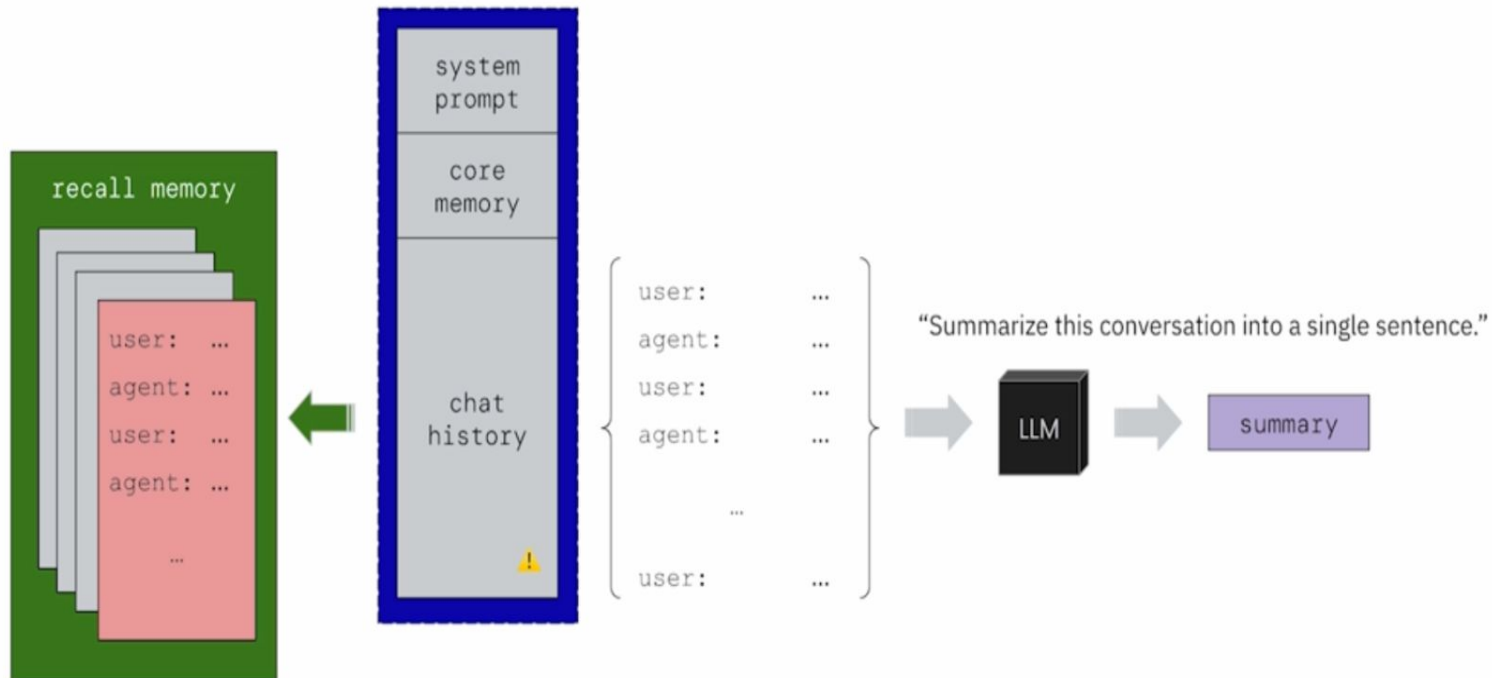 recall memory
user: ...
agent: ...
user: ...
agent: ...
...
system
prompt
core
memory
chat
history
user: ...
agent: ...
user: ...
agent: ...
...
user: ...
“Summarize this conversation into a single sentence.”
LLM
summary